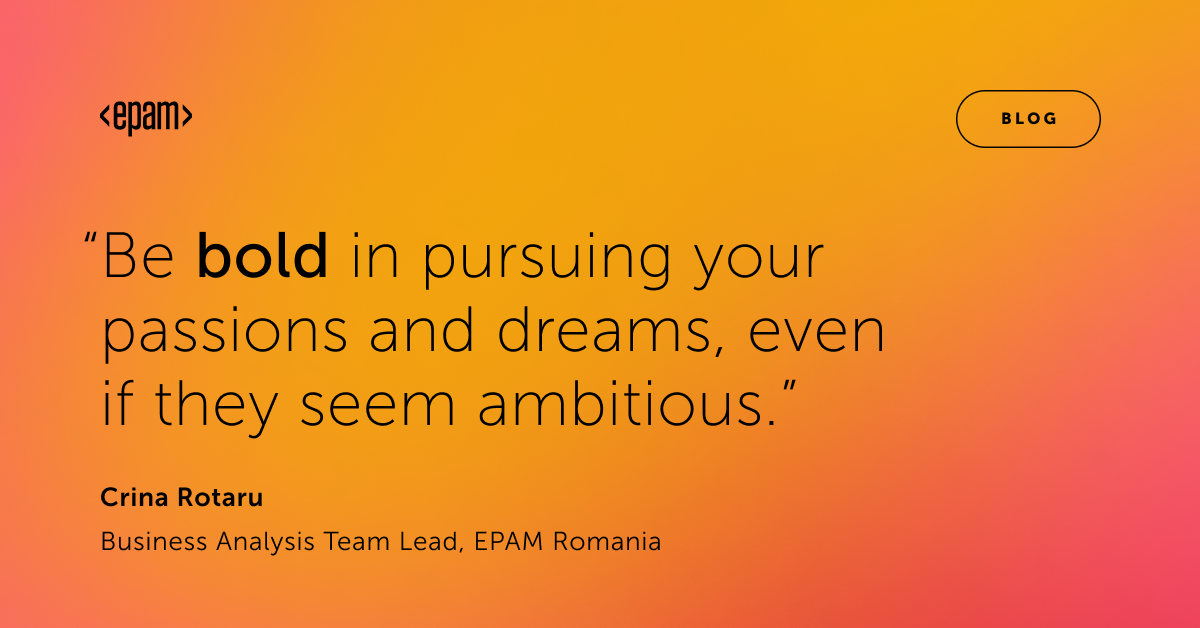 <epam>
BLOG
“Be bold in pursuing your
passions and dreams, even
if they seem ambitious.”
Crina Rotaru
Business Analysis Team Lead, EPAM Romania